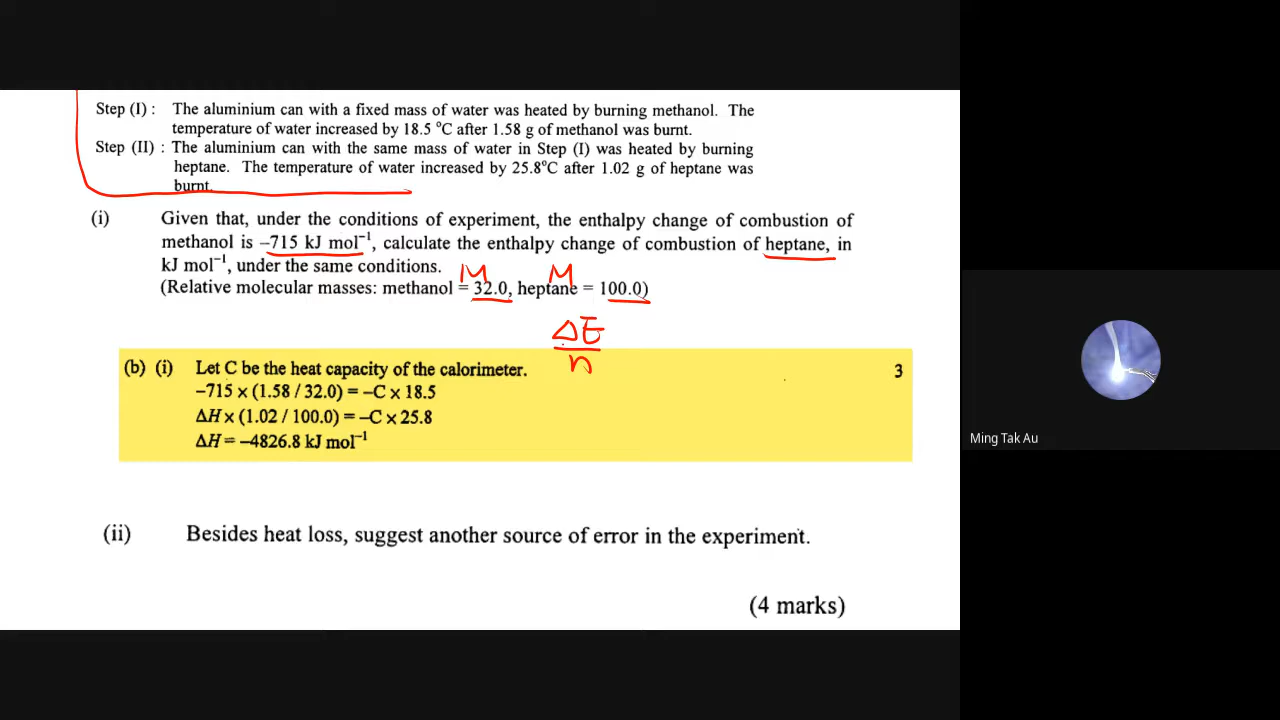 Step (I) : The aluminium can with a fixed mass of water was heated by burning methanol. The
temperature of water increased by 18.5 °C after 1.58 g of methanol was burnt.
Step (II) : The aluminium can with the same mass of water in Step (I) was heated by burning
heptane. The temperature of water increased by 25.8°C after 1.02 g of heptane was
burnt.
(i) Given that, under the conditions of experiment, the enthalpy change of combustion of
methanol is −715 kJ mol⁻¹, calculate the enthalpy change of combustion of heptane, in
kJ mol⁻¹, under the same conditions.
M M
(Relative molecular masses: methanol = 32.0, heptane = 100.0)
ΔE
n
(b) (i) Let C be the heat capacity of the calorimeter. 3
−715 × (1.58 / 32.0) = −C × 18.5
ΔH × (1.02 / 100.0) = −C × 25.8
ΔH = −4826.8 kJ mol⁻¹
Ming Tak Au
(ii) Besides heat loss, suggest another source of error in the experiment.
(4 marks)